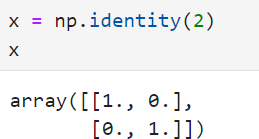 x = np.identity(2)
x
array([[1., 0.],
       [0., 1.]])